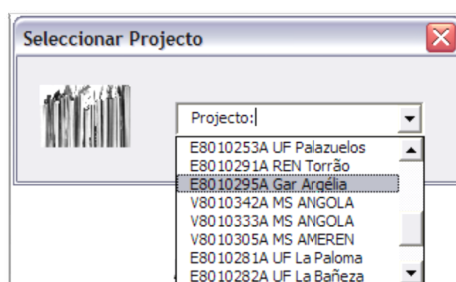 Seleccionar Projecto
Projecto:
E8010253A UF Palazuelos
E8010291A REN Torrão
E8010295A Gar Argélia
V8010342A MS ANGOLA
V8010333A MS ANGOLA
V8010305A MS AMEREN
E8010281A UF La Paloma
E8010282A UF La Bañeza